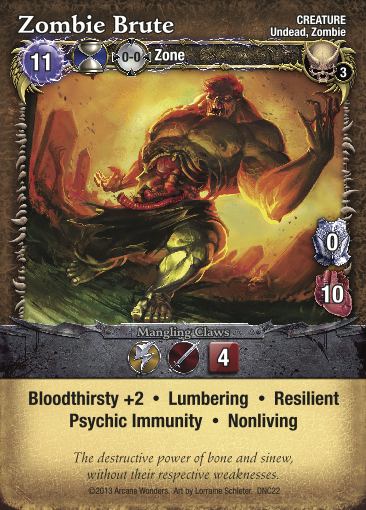 Zombie Brute
CREATURE
Undead, Zombie
11
0-0
Zone
3
0
10
Mangling Claws
4
Bloodthirsty +2 • Lumbering • Resilient
Psychic Immunity • Nonliving
The destructive power of bone and sinew,
without their respective weaknesses.
©2013 Arcane Wonders. Art by Lorraine Schleter. DNC22